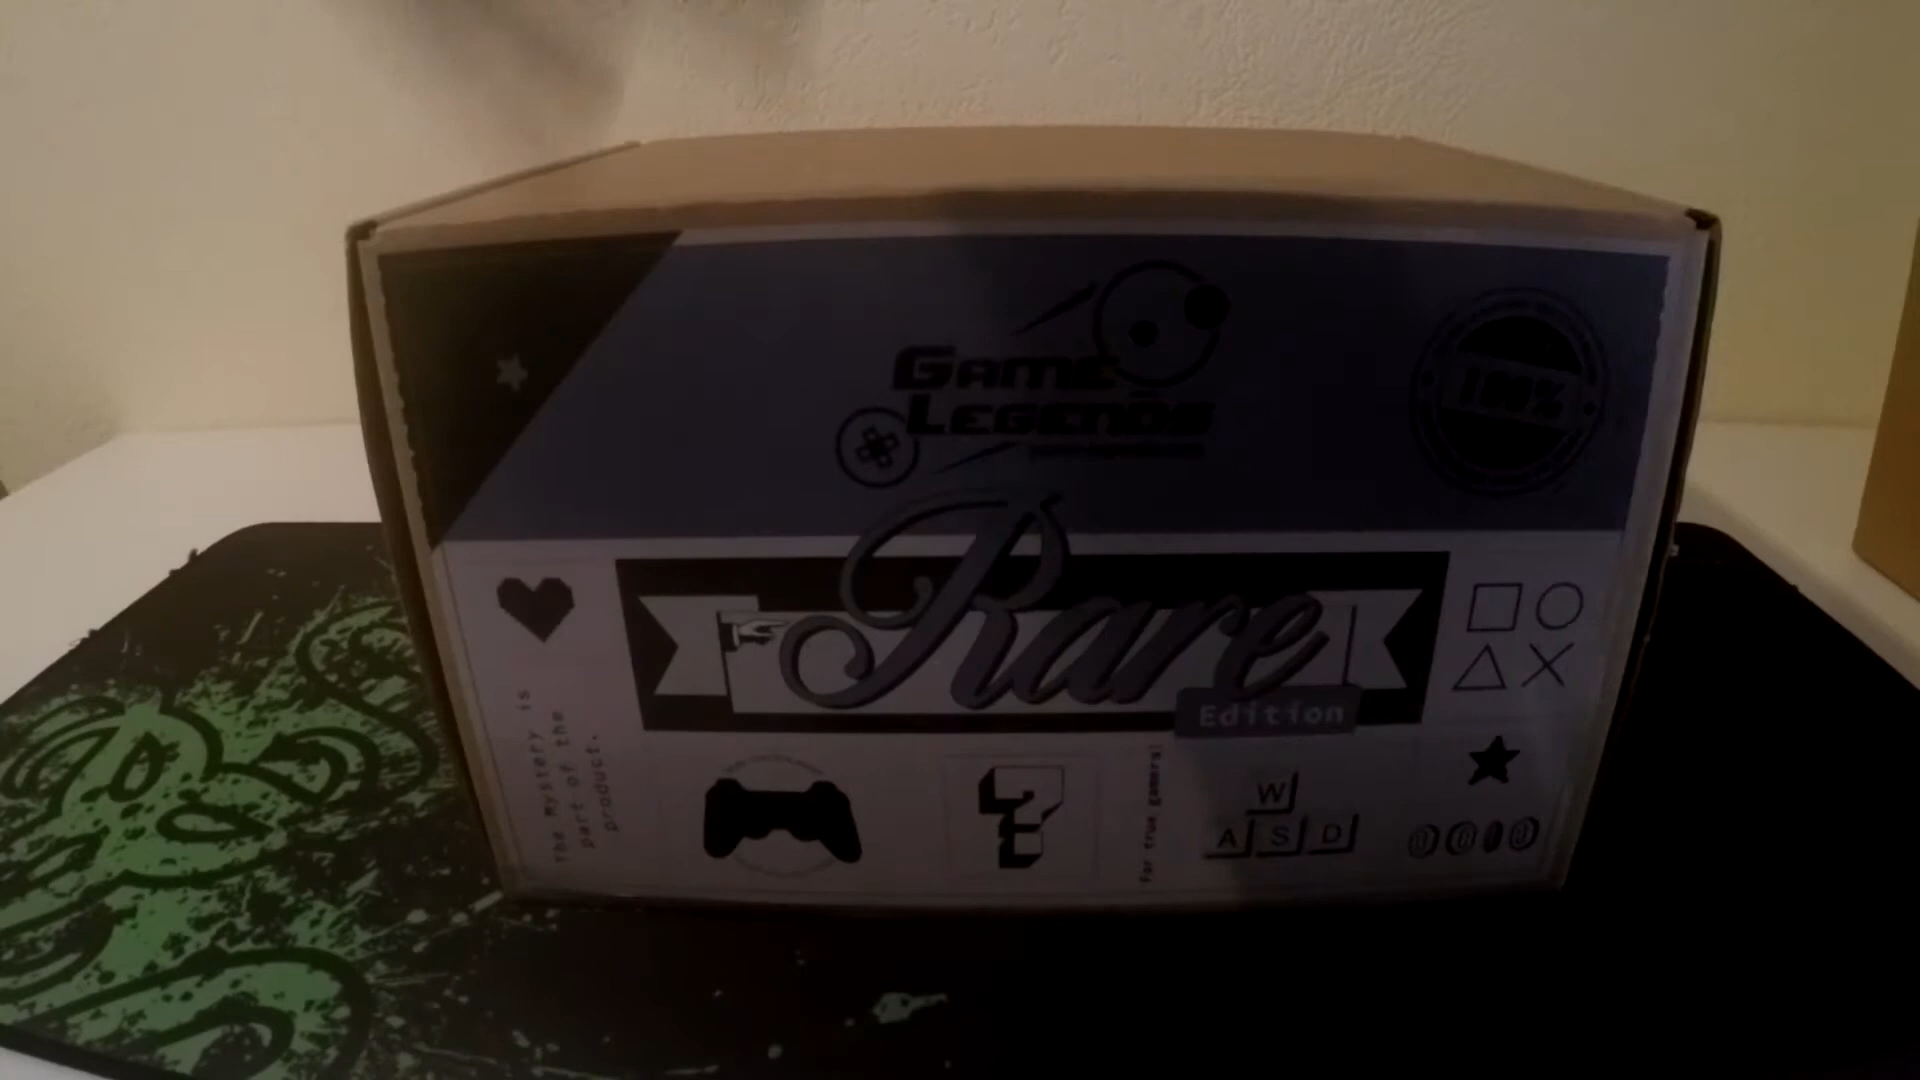 GAME
LEGENDS
100%
Rare
Edition
The Mystery is
part of the
product.
for true gamers!
W
A S D